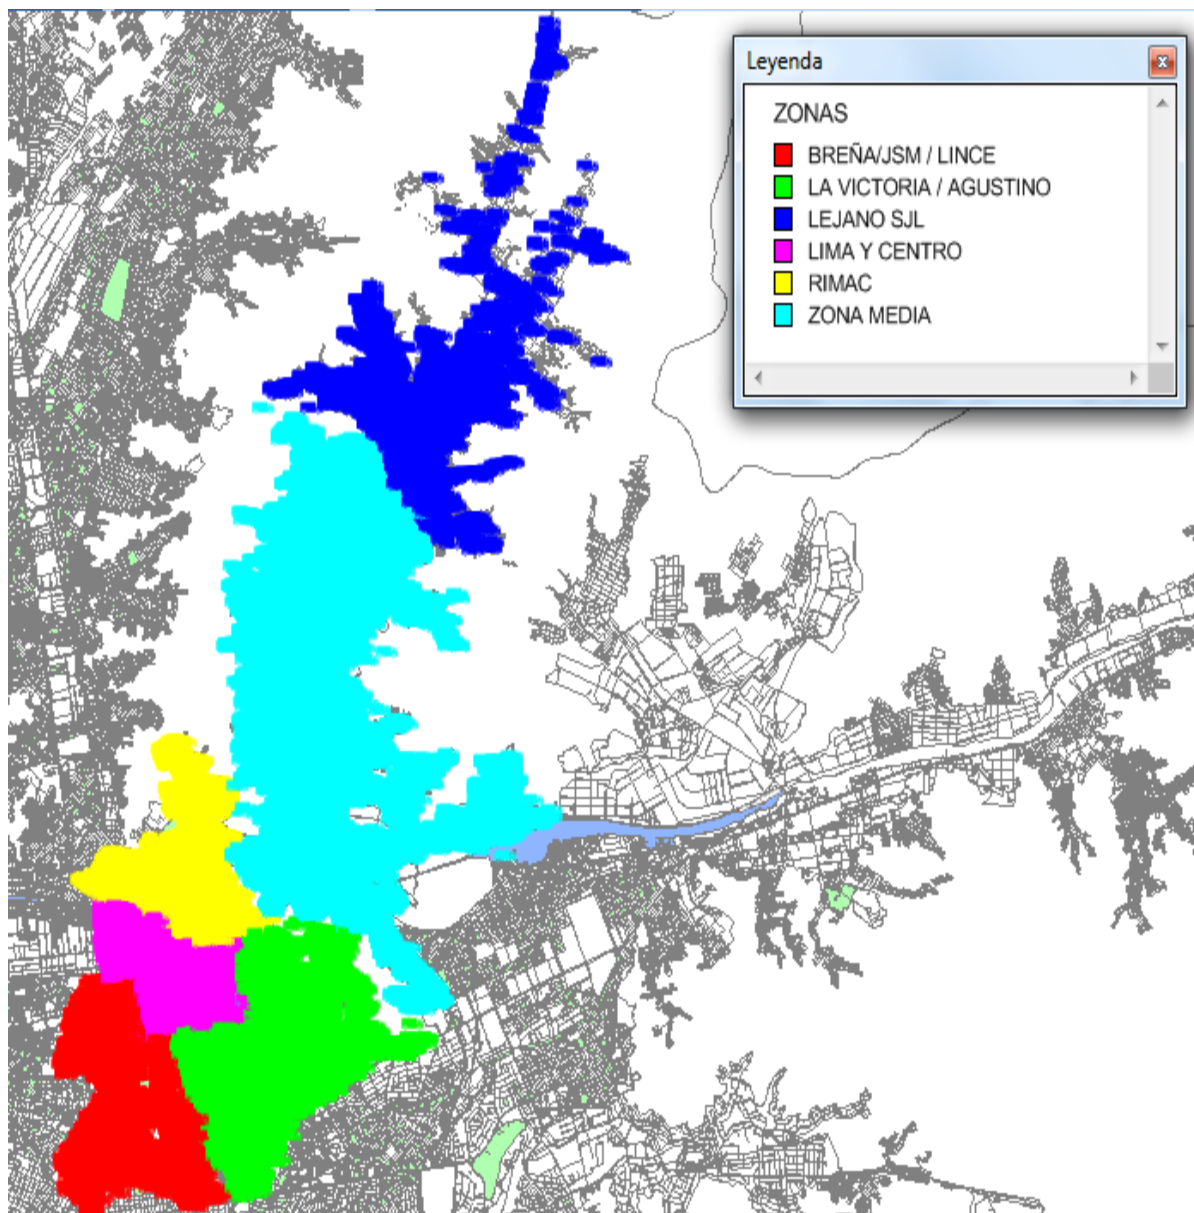 Leyenda
ZONAS
BREÑA/JSM / LINCE
LA VICTORIA / AGUSTINO
LEJANO SJL
LIMA Y CENTRO
RIMAC
ZONA MEDIA